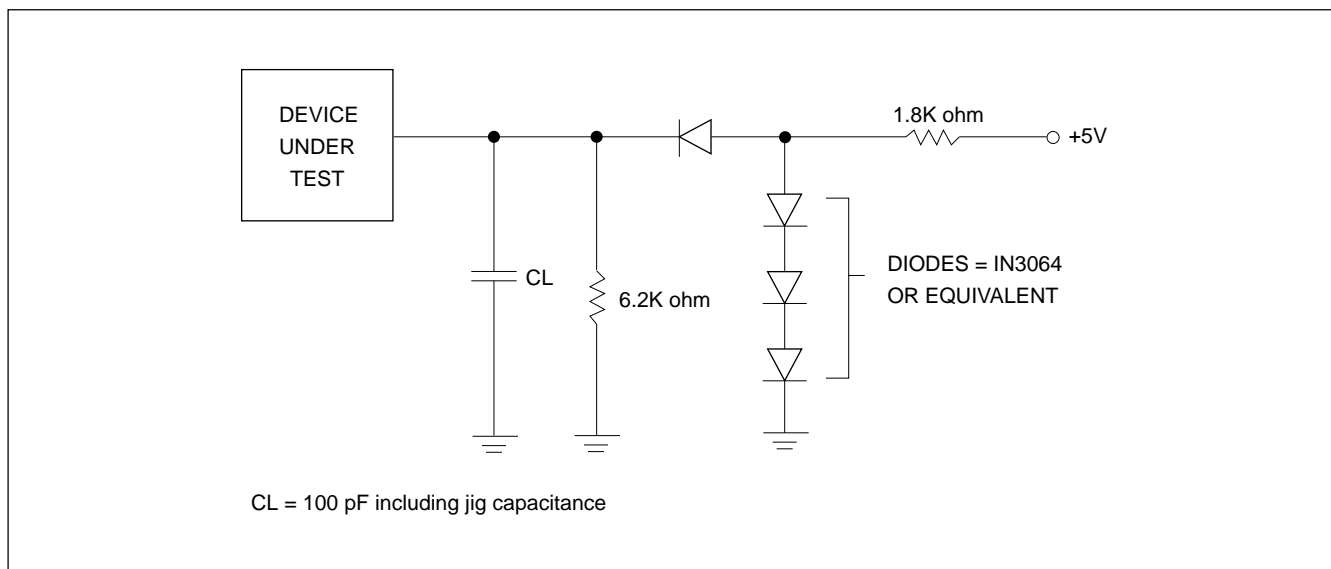 DEVICE
UNDER
TEST
1.8K ohm
+5V
CL
6.2K ohm
DIODES = IN3064
OR EQUIVALENT
CL = 100 pF including jig capacitance